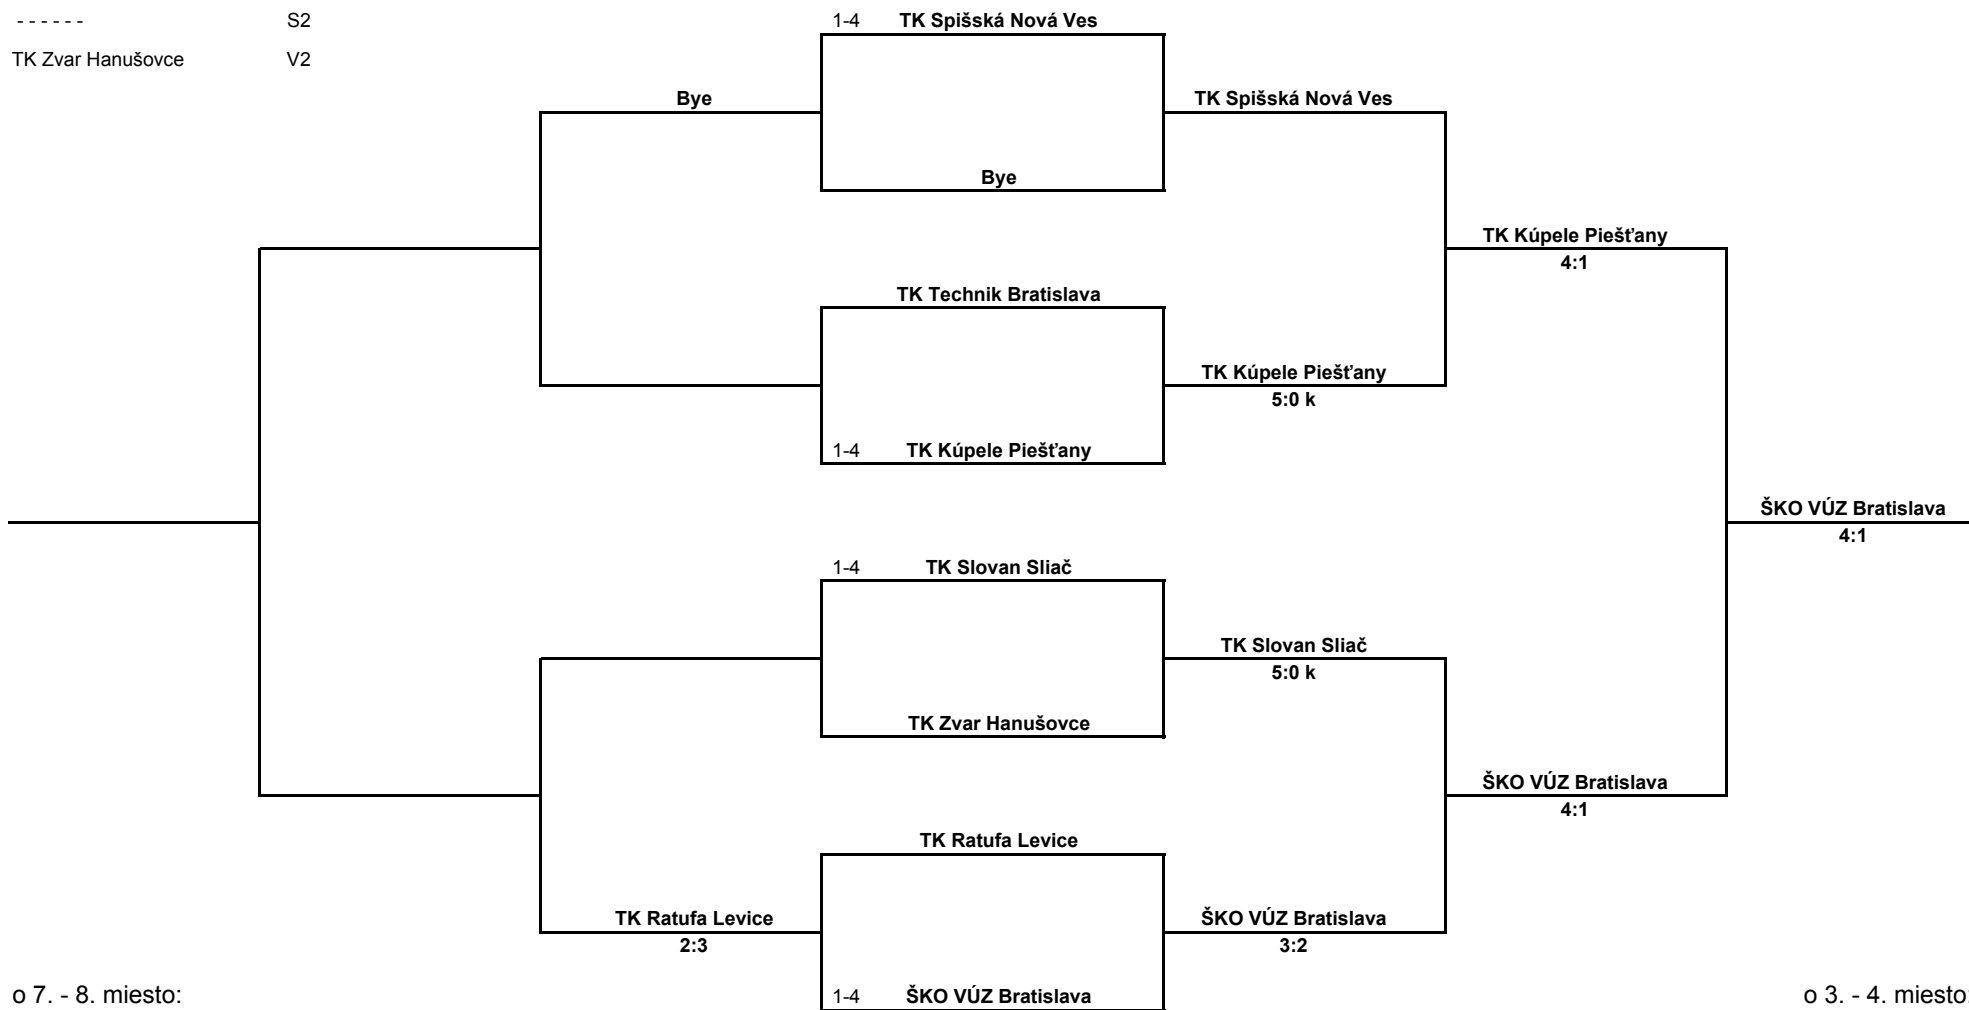 - - - - - - S2 1-4 TK Spišská Nová Ves
TK Zvar Hanušovce V2
Bye TK Spišská Nová Ves
Bye
TK Kúpele Piešťany
4:1
TK Technik Bratislava
TK Kúpele Piešťany
5:0 k
1-4 TK Kúpele Piešťany
ŠKO VÚZ Bratislava
4:1
1-4 TK Slovan Sliač
TK Slovan Sliač
5:0 k
TK Zvar Hanušovce
ŠKO VÚZ Bratislava
4:1
TK Ratufa Levice
TK Ratufa Levice ŠKO VÚZ Bratislava
2:3 3:2
o 7. - 8. miesto: 1-4 ŠKO VÚZ Bratislava o 3. - 4. miesto: